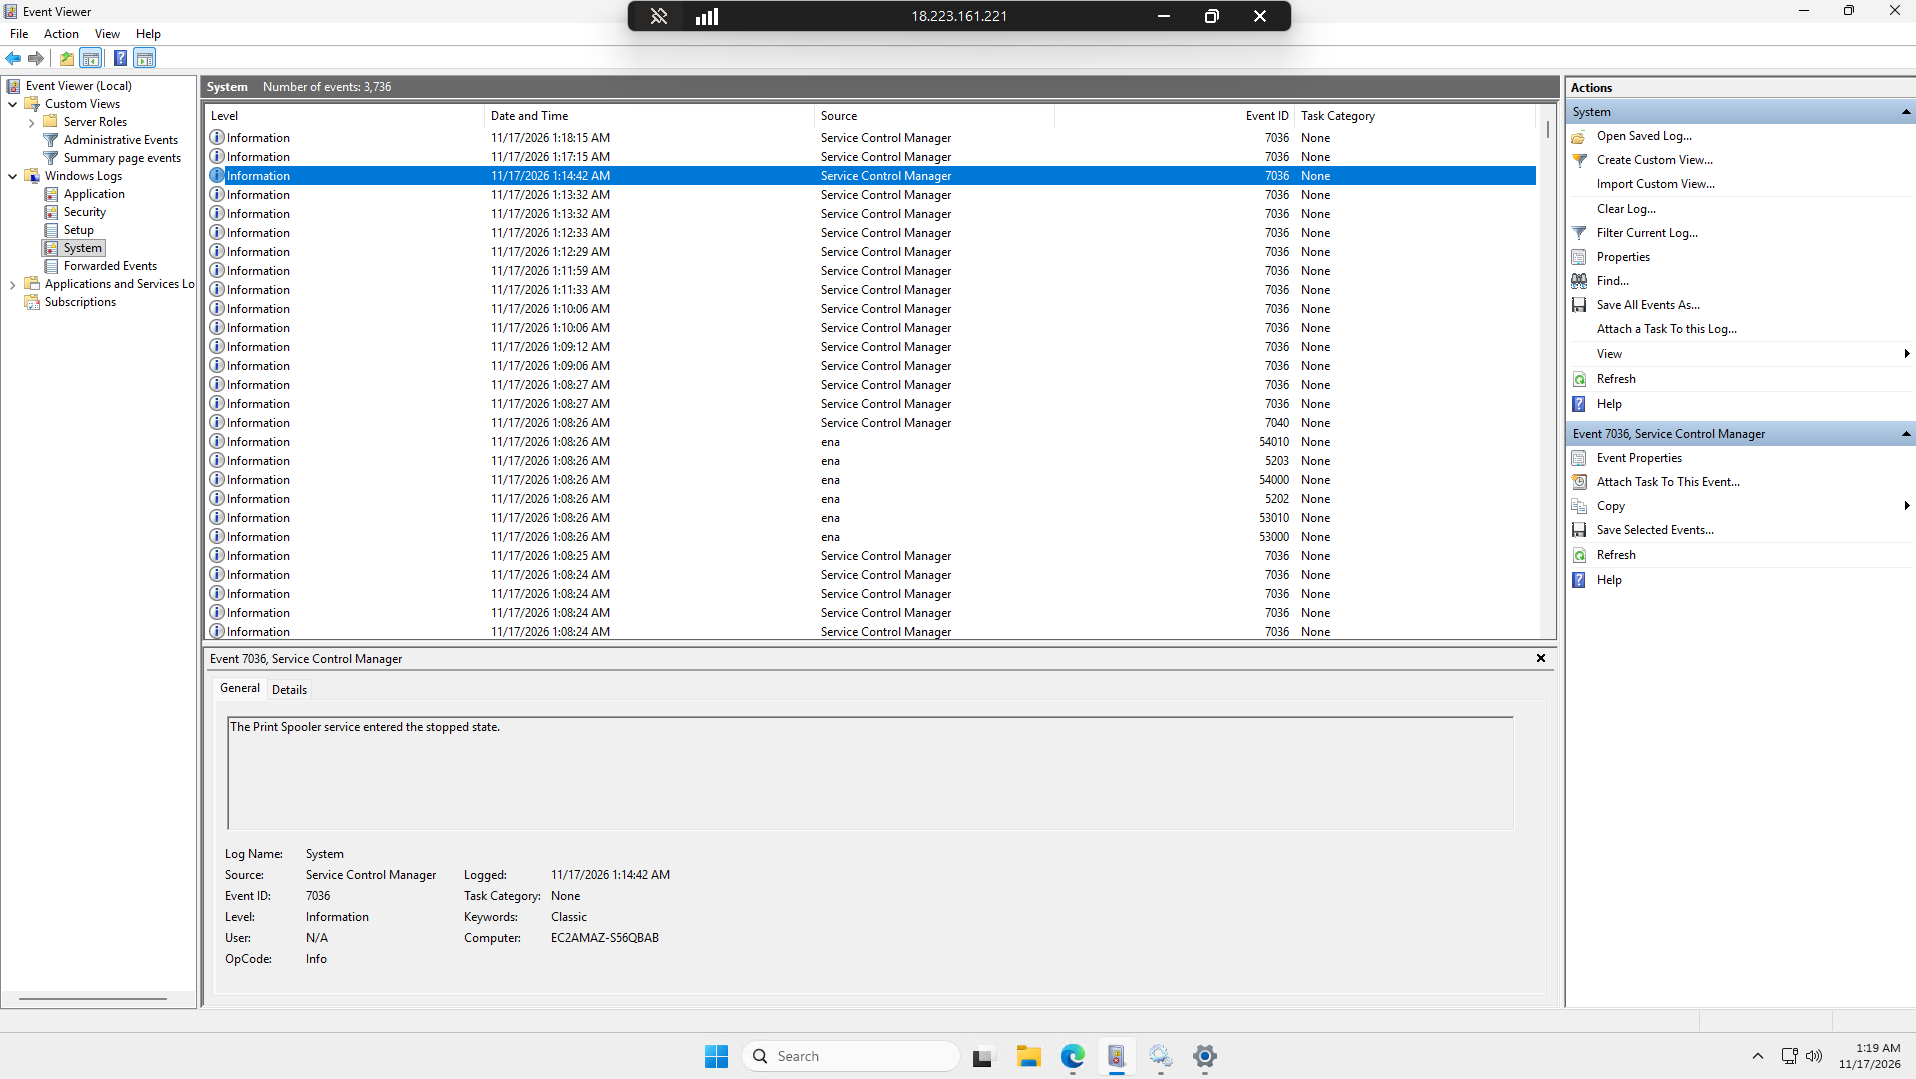 Event Viewer
18.223.161.221
File Action View Help
Event Viewer (Local)
Custom Views
Server Roles
Administrative Events
Summary page events
Windows Logs
Application
Security
Setup
System
Forwarded Events
Applications and Services Lo
Subscriptions
System Number of events: 3,736
Level Date and Time Source Event ID Task Category
Information 11/17/2026 1:18:15 AM Service Control Manager 7036 None
Information 11/17/2026 1:17:15 AM Service Control Manager 7036 None
Information 11/17/2026 1:14:42 AM Service Control Manager 7036 None
Information 11/17/2026 1:13:32 AM Service Control Manager 7036 None
Information 11/17/2026 1:13:32 AM Service Control Manager 7036 None
Information 11/17/2026 1:12:33 AM Service Control Manager 7036 None
Information 11/17/2026 1:12:29 AM Service Control Manager 7036 None
Information 11/17/2026 1:11:59 AM Service Control Manager 7036 None
Information 11/17/2026 1:11:33 AM Service Control Manager 7036 None
Information 11/17/2026 1:10:06 AM Service Control Manager 7036 None
Information 11/17/2026 1:10:06 AM Service Control Manager 7036 None
Information 11/17/2026 1:09:12 AM Service Control Manager 7036 None
Information 11/17/2026 1:09:06 AM Service Control Manager 7036 None
Information 11/17/2026 1:08:27 AM Service Control Manager 7036 None
Information 11/17/2026 1:08:27 AM Service Control Manager 7036 None
Information 11/17/2026 1:08:26 AM Service Control Manager 7040 None
Information 11/17/2026 1:08:26 AM ena 54010 None
Information 11/17/2026 1:08:26 AM ena 5203 None
Information 11/17/2026 1:08:26 AM ena 54000 None
Information 11/17/2026 1:08:26 AM ena 5202 None
Information 11/17/2026 1:08:26 AM ena 53010 None
Information 11/17/2026 1:08:26 AM ena 53000 None
Information 11/17/2026 1:08:25 AM Service Control Manager 7036 None
Information 11/17/2026 1:08:24 AM Service Control Manager 7036 None
Information 11/17/2026 1:08:24 AM Service Control Manager 7036 None
Information 11/17/2026 1:08:24 AM Service Control Manager 7036 None
Information 11/17/2026 1:08:24 AM Service Control Manager 7036 None
Event 7036, Service Control Manager
General Details
The Print Spooler service entered the stopped state.
Log Name: System
Source: Service Control Manager Logged: 11/17/2026 1:14:42 AM
Event ID: 7036 Task Category: None
Level: Information Keywords: Classic
User: N/A Computer: EC2AMAZ-S56QBAB
OpCode: Info
Actions
System
Open Saved Log...
Create Custom View...
Import Custom View...
Clear Log...
Filter Current Log...
Properties
Find...
Save All Events As...
Attach a Task To this Log...
View
Refresh
Help
Event 7036, Service Control Manager
Event Properties
Attach Task To This Event...
Copy
Save Selected Events...
Refresh
Help
Search
1:19 AM
11/17/2026